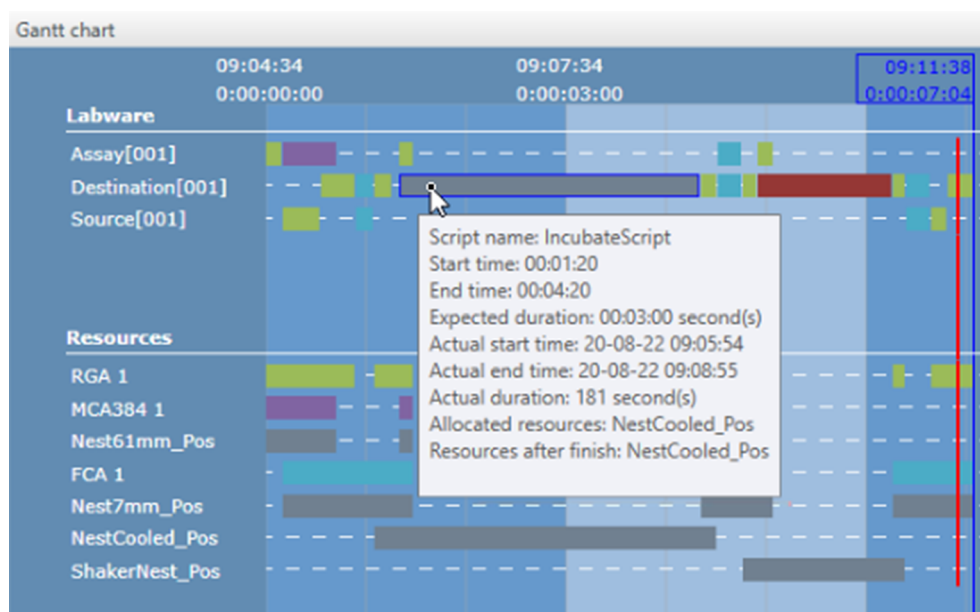 Gantt chart
09:04:34 09:07:34 09:11:38
0:00:00:00 0:00:03:00 0:00:07:04
Labware
Assay[001]
Destination[001]
Source[001]
Script name: IncubateScript
Start time: 00:01:20
End time: 00:04:20
Expected duration: 00:03:00 second(s)
Actual start time: 20-08-22 09:05:54
Actual end time: 20-08-22 09:08:55
Actual duration: 181 second(s)
Allocated resources: NestCooled_Pos
Resources after finish: NestCooled_Pos
Resources
RGA 1
MCA384 1
Nest61mm_Pos
FCA 1
Nest7mm_Pos
NestCooled_Pos
ShakerNest_Pos